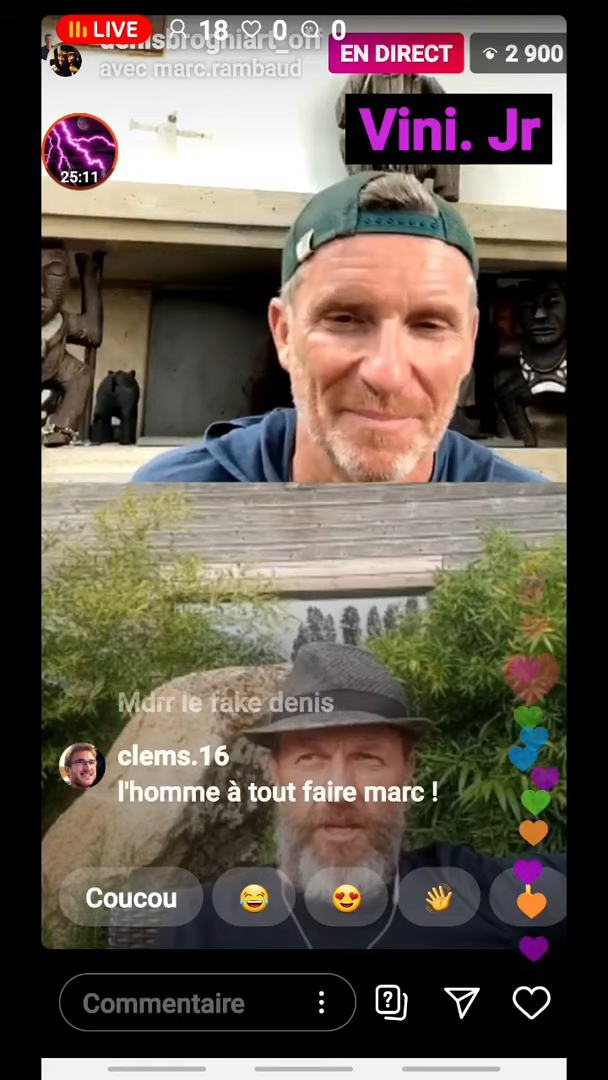 LIVE 18 0 0
denisbrogniart_off
avec marc.rambaud
EN DIRECT
2 900
Vini. Jr
25:11
Mdrr le fake denis
clems.16
l'homme à tout faire marc !
Coucou
Commentaire